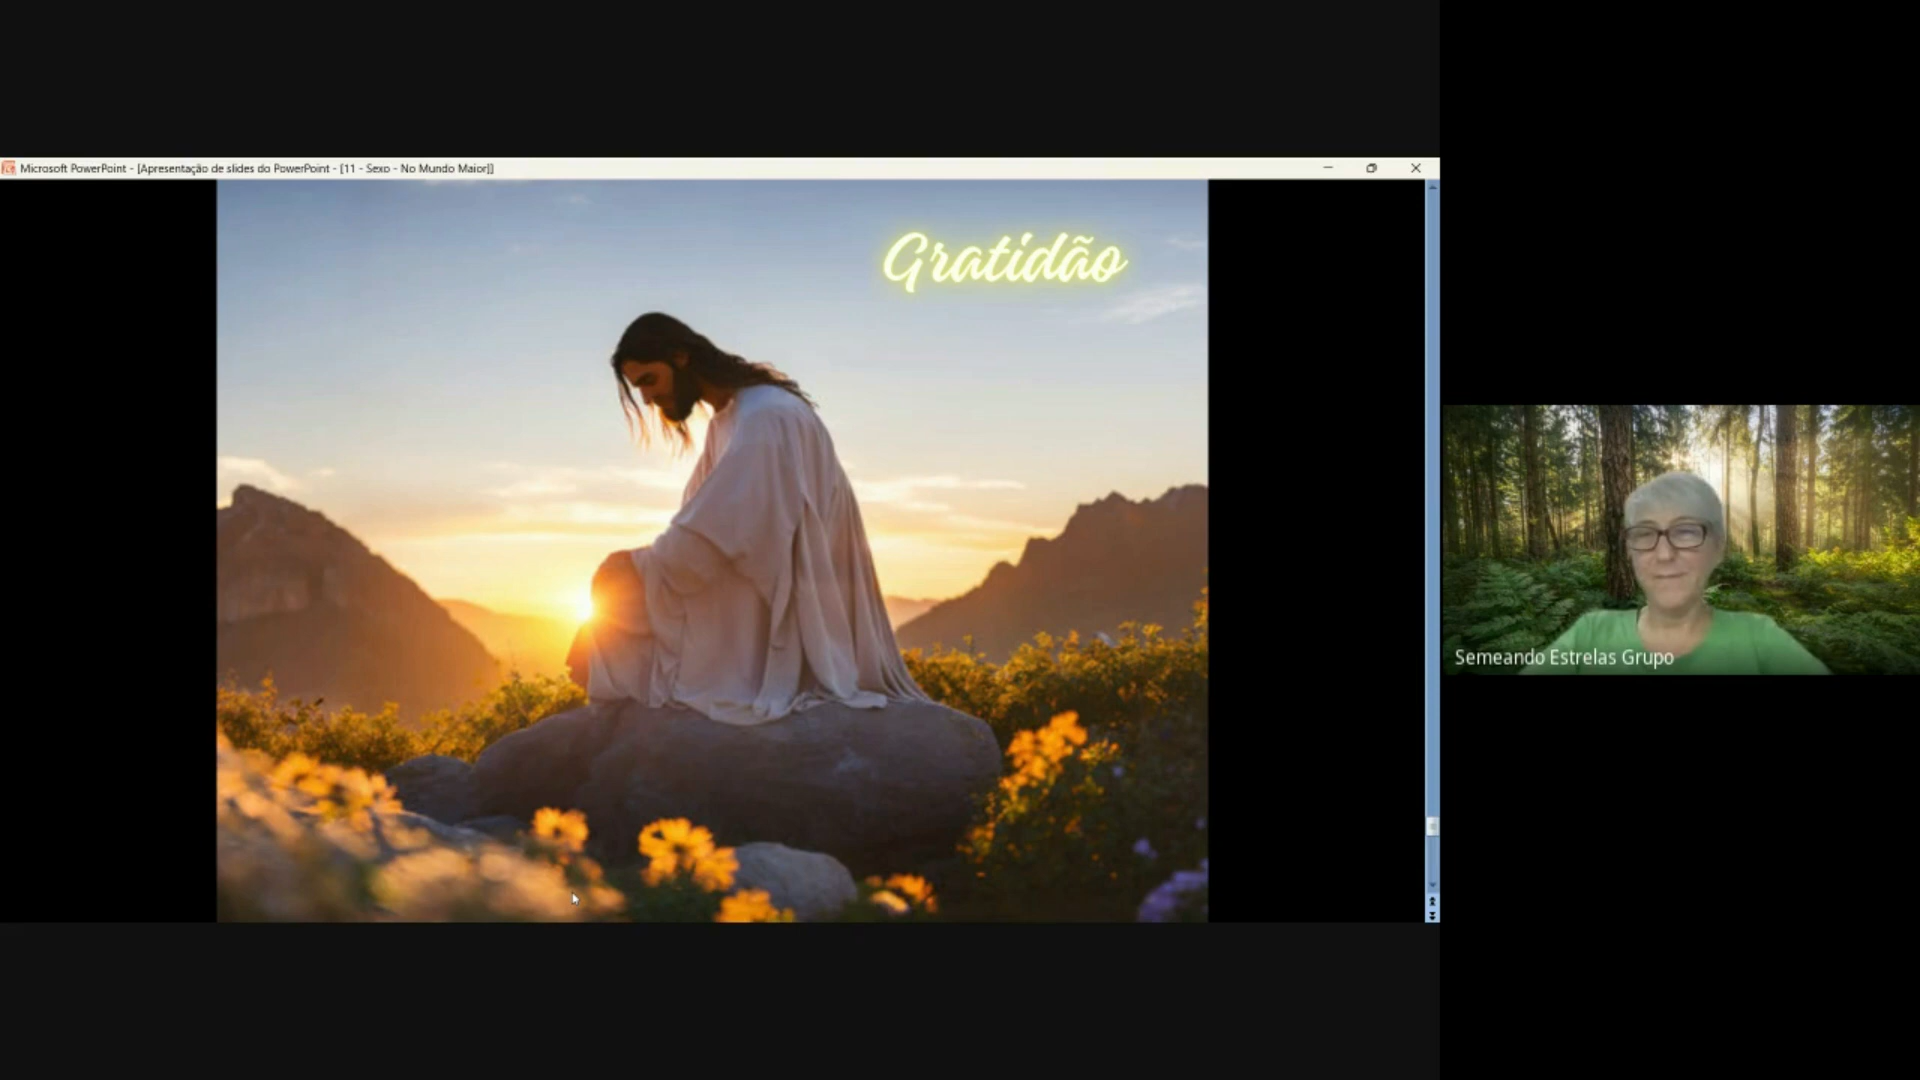 Microsoft PowerPoint - [Apresentação de slides do PowerPoint - [11 - Sexo - No Mundo Maior]]
Gratidão
Semeando Estrelas Grupo